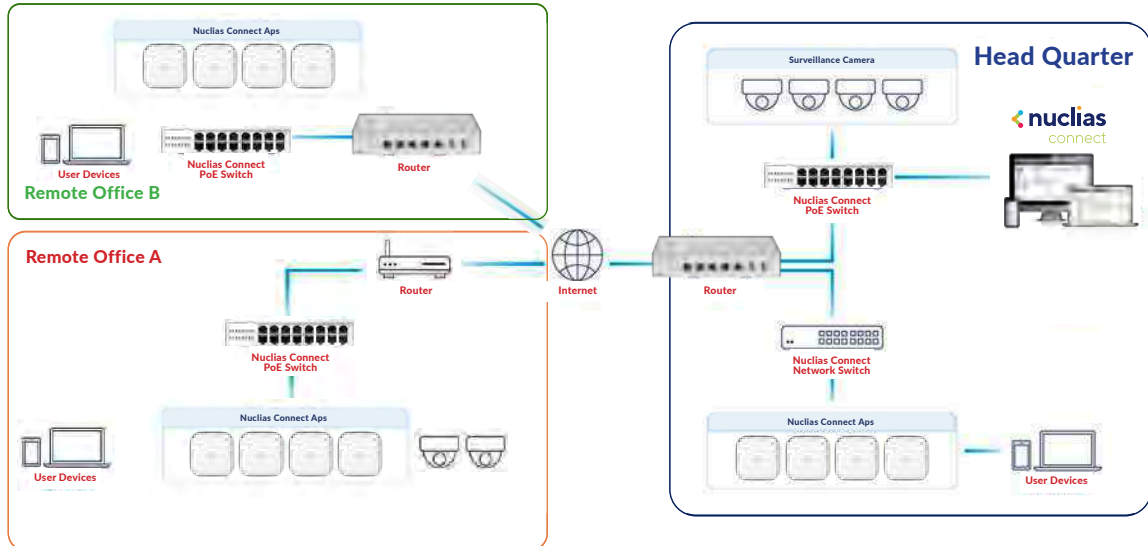 Nuclias Connect Aps
User Devices
Nuclias Connect
PoE Switch
Router
Remote Office B
Remote Office A
Router
Nuclias Connect
PoE Switch
Nuclias Connect Aps
User Devices
Internet
Head Quarter
Surveillance Camera
nuclias
connect
Nuclias Connect
PoE Switch
Router
Nuclias Connect
Network Switch
Nuclias Connect Aps
User Devices